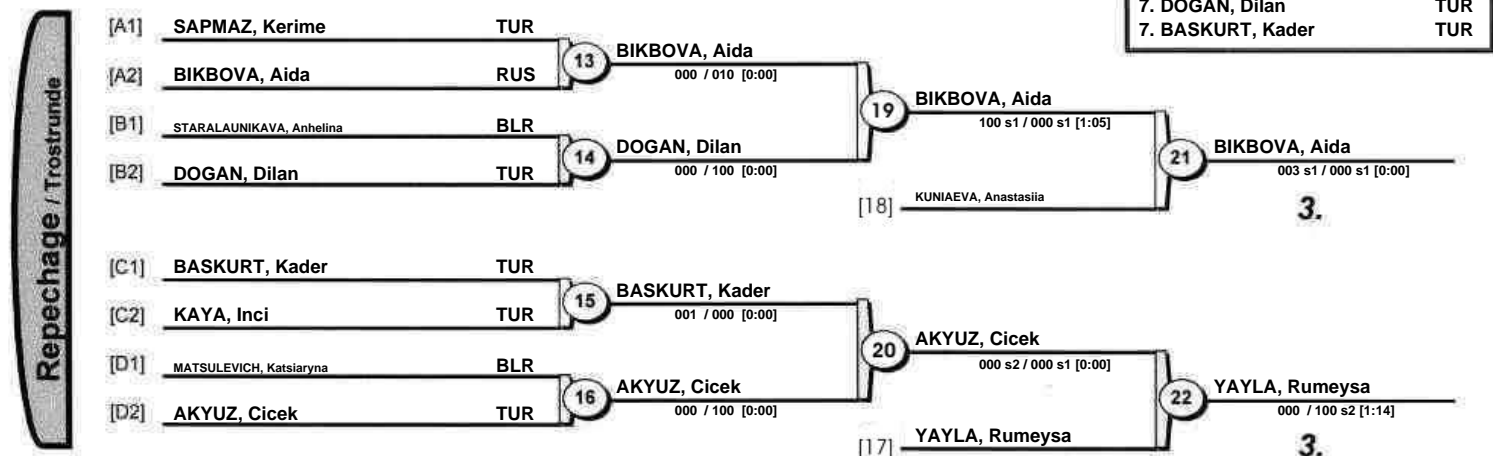 7. DOGAN, Dilan TUR
7. BASKURT, Kader TUR
Repechage / Trostrunde
[A1] SAPMAZ, Kerime TUR
13 BIKBOVA, Aida
000 / 010 [0:00]
[A2] BIKBOVA, Aida RUS
19 BIKBOVA, Aida
100 s1 / 000 s1 [1:05]
[B1] STARALAUNIKAVA, Anhelina BLR
14 DOGAN, Dilan
000 / 100 [0:00]
[B2] DOGAN, Dilan TUR
21 BIKBOVA, Aida
003 s1 / 000 s1 [0:00]
[18] KUNIAEVA, Anastasiia
3.
[C1] BASKURT, Kader TUR
15 BASKURT, Kader
001 / 000 [0:00]
[C2] KAYA, Inci TUR
20 AKYUZ, Cicek
000 s2 / 000 s1 [0:00]
[D1] MATSULEVICH, Katsiaryna BLR
16 AKYUZ, Cicek
000 / 100 [0:00]
[D2] AKYUZ, Cicek TUR
22 YAYLA, Rumeysa
000 / 100 s2 [1:14]
[17] YAYLA, Rumeysa
3.